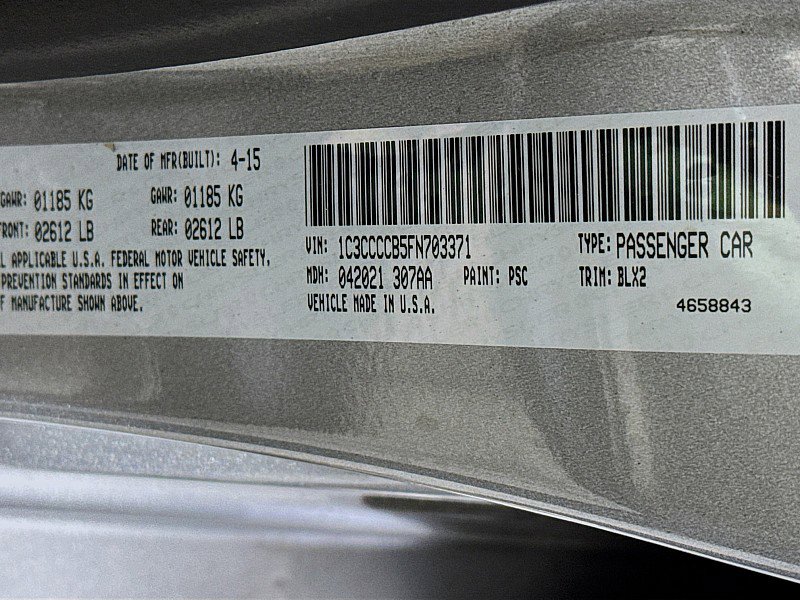 DATE OF MFR(BUILT): 4-15
GAWR: 01185 KG GAWR: 01185 KG
FRONT: 02612 LB REAR: 02612 LB
L APPLICABLE U.S.A. FEDERAL MOTOR VEHICLE SAFETY,
PREVENTION STANDARDS IN EFFECT ON
F MANUFACTURE SHOWN ABOVE.
VIN: 1C3CCCCB5FN703371 TYPE: PASSENGER CAR
MDH: 042021 307AA PAINT: PSC TRIM: BLX2
VEHICLE MADE IN U.S.A.
4658843